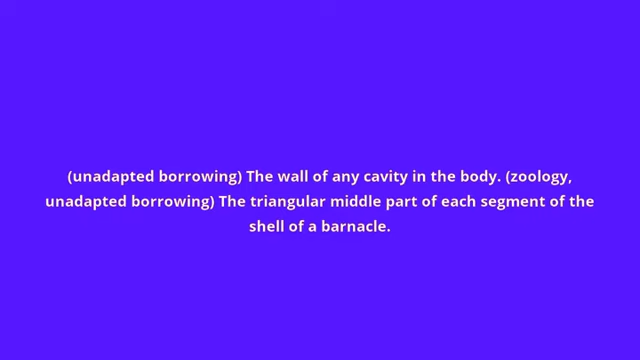 (unadapted borrowing) The wall of any cavity in the body. (zoology,
unadapted borrowing) The triangular middle part of each segment of the
shell of a barnacle.